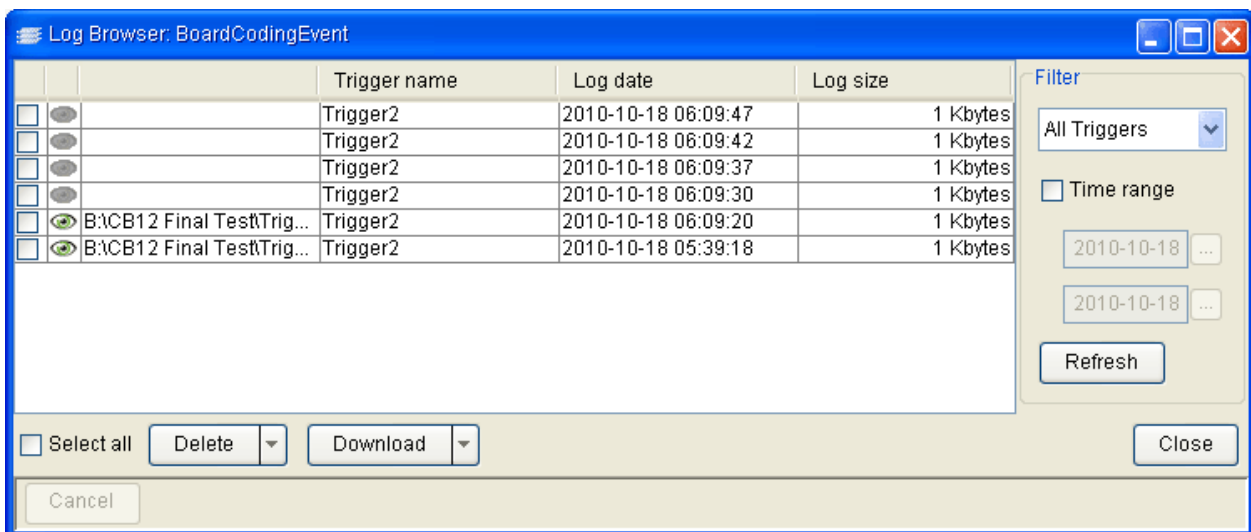 Log Browser: BoardCodingEvent
Trigger name Log date Log size
Trigger2 2010-10-18 06:09:47 1 Kbytes
Trigger2 2010-10-18 06:09:42 1 Kbytes
Trigger2 2010-10-18 06:09:37 1 Kbytes
Trigger2 2010-10-18 06:09:30 1 Kbytes
B:\CB12 Final Test\Trig... Trigger2 2010-10-18 06:09:20 1 Kbytes
B:\CB12 Final Test\Trig... Trigger2 2010-10-18 05:39:18 1 Kbytes
Filter
All Triggers
Time range
2010-10-18 ...
2010-10-18 ...
Refresh
Select all Delete Download Close
Cancel